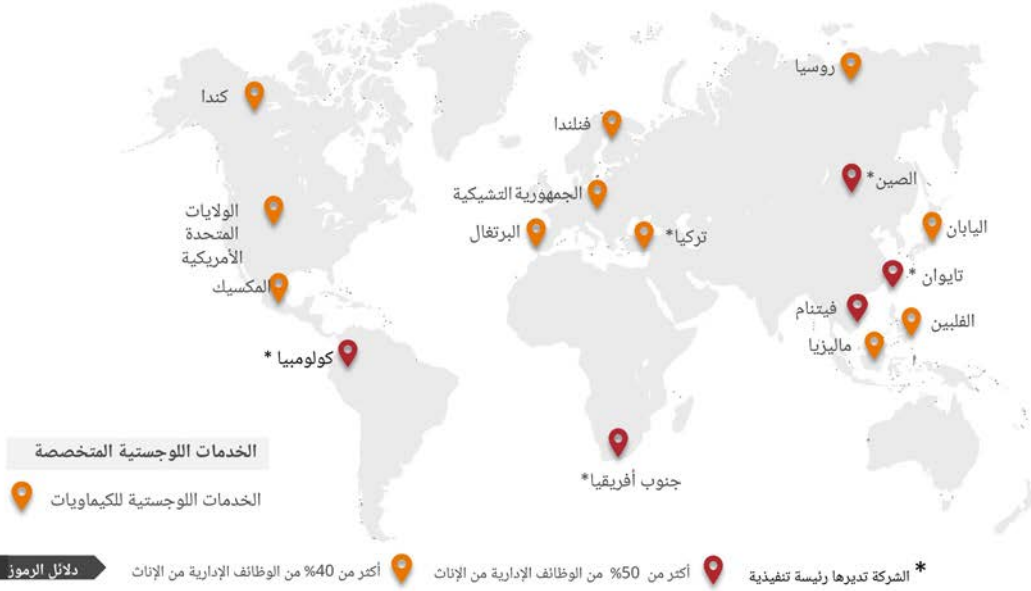 روسيا
كندا
فنلندا
الصين*
الجمهورية التشيكية
الولايات
المتحدة
الأمريكية
اليابان
البرتغال
تركيا*
تايوان *
المكسيك
فيتنام
الفلبين
ماليزيا
كولومبيا *
الخدمات اللوجستية المتخصصة
جنوب أفريقيا*
الخدمات اللوجستية للكيماويات
* الشركة تديرها رئيسة تنفيذية
أكثر من 50% من الوظائف الإدارية من الإناث
أكثر من 40% من الوظائف الإدارية من الإناث
دلائل الرموز